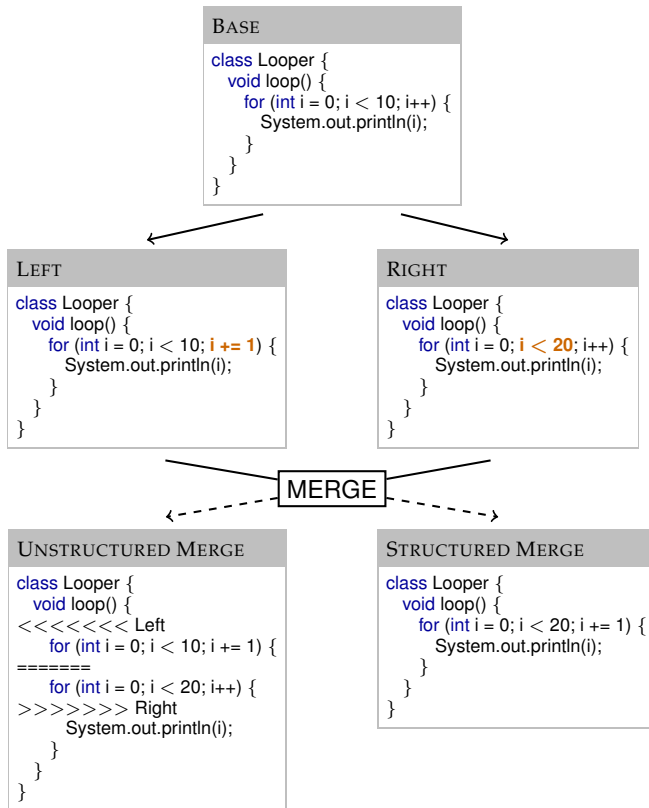 BASE
class Looper {
void loop() {
for (int i = 0; i < 10; i++) {
System.out.println(i);
}
}
}
LEFT
class Looper {
void loop() {
for (int i = 0; i < 10; i += 1) {
System.out.println(i);
}
}
}
RIGHT
class Looper {
void loop() {
for (int i = 0; i < 20; i++) {
System.out.println(i);
}
}
}
MERGE
UNSTRUCTURED MERGE
class Looper {
void loop() {
<<<<<<< Left
for (int i = 0; i < 10; i += 1) {
=======
for (int i = 0; i < 20; i++) {
>>>>>>> Right
System.out.println(i);
}
}
}
STRUCTURED MERGE
class Looper {
void loop() {
for (int i = 0; i < 20; i += 1) {
System.out.println(i);
}
}
}